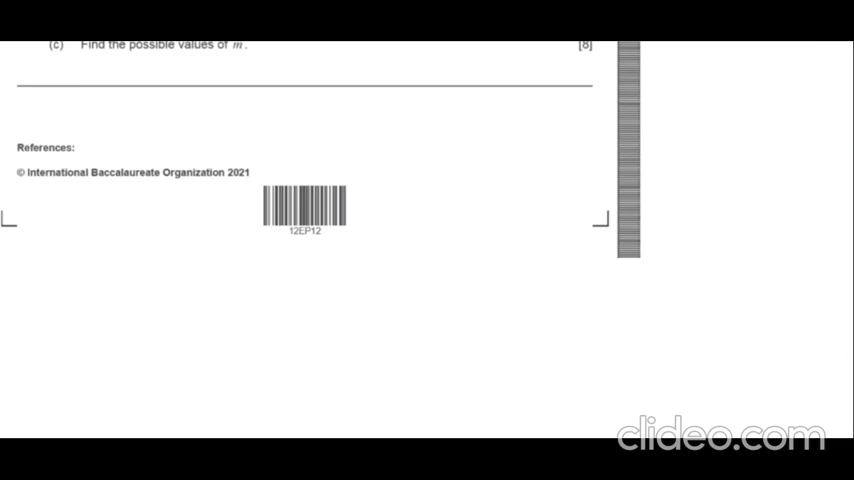 (c) Find the possible values of m. [8]
References:
© International Baccalaureate Organization 2021
12EP12
clideo.com